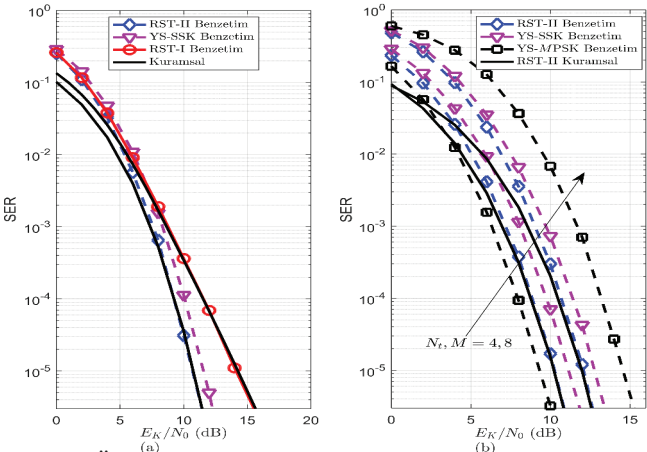 (a)
RST-II Benzetim
YS-SSK Benzetim
RST-I Benzetim
Kuramsal
SER
10^0
10^-1
10^-2
10^-3
10^-4
10^-5
0 5 10 15 20
E_K/N_0 (dB)
(a)
(b)
RST-II Benzetim
YS-SSK Benzetim
YS-MPSK Benzetim
RST-II Kuramsal
SER
10^0
10^-1
10^-2
10^-3
10^-4
10^-5
N_t, M = 4, 8
0 5 10 15
E_K/N_0 (dB)
(b)